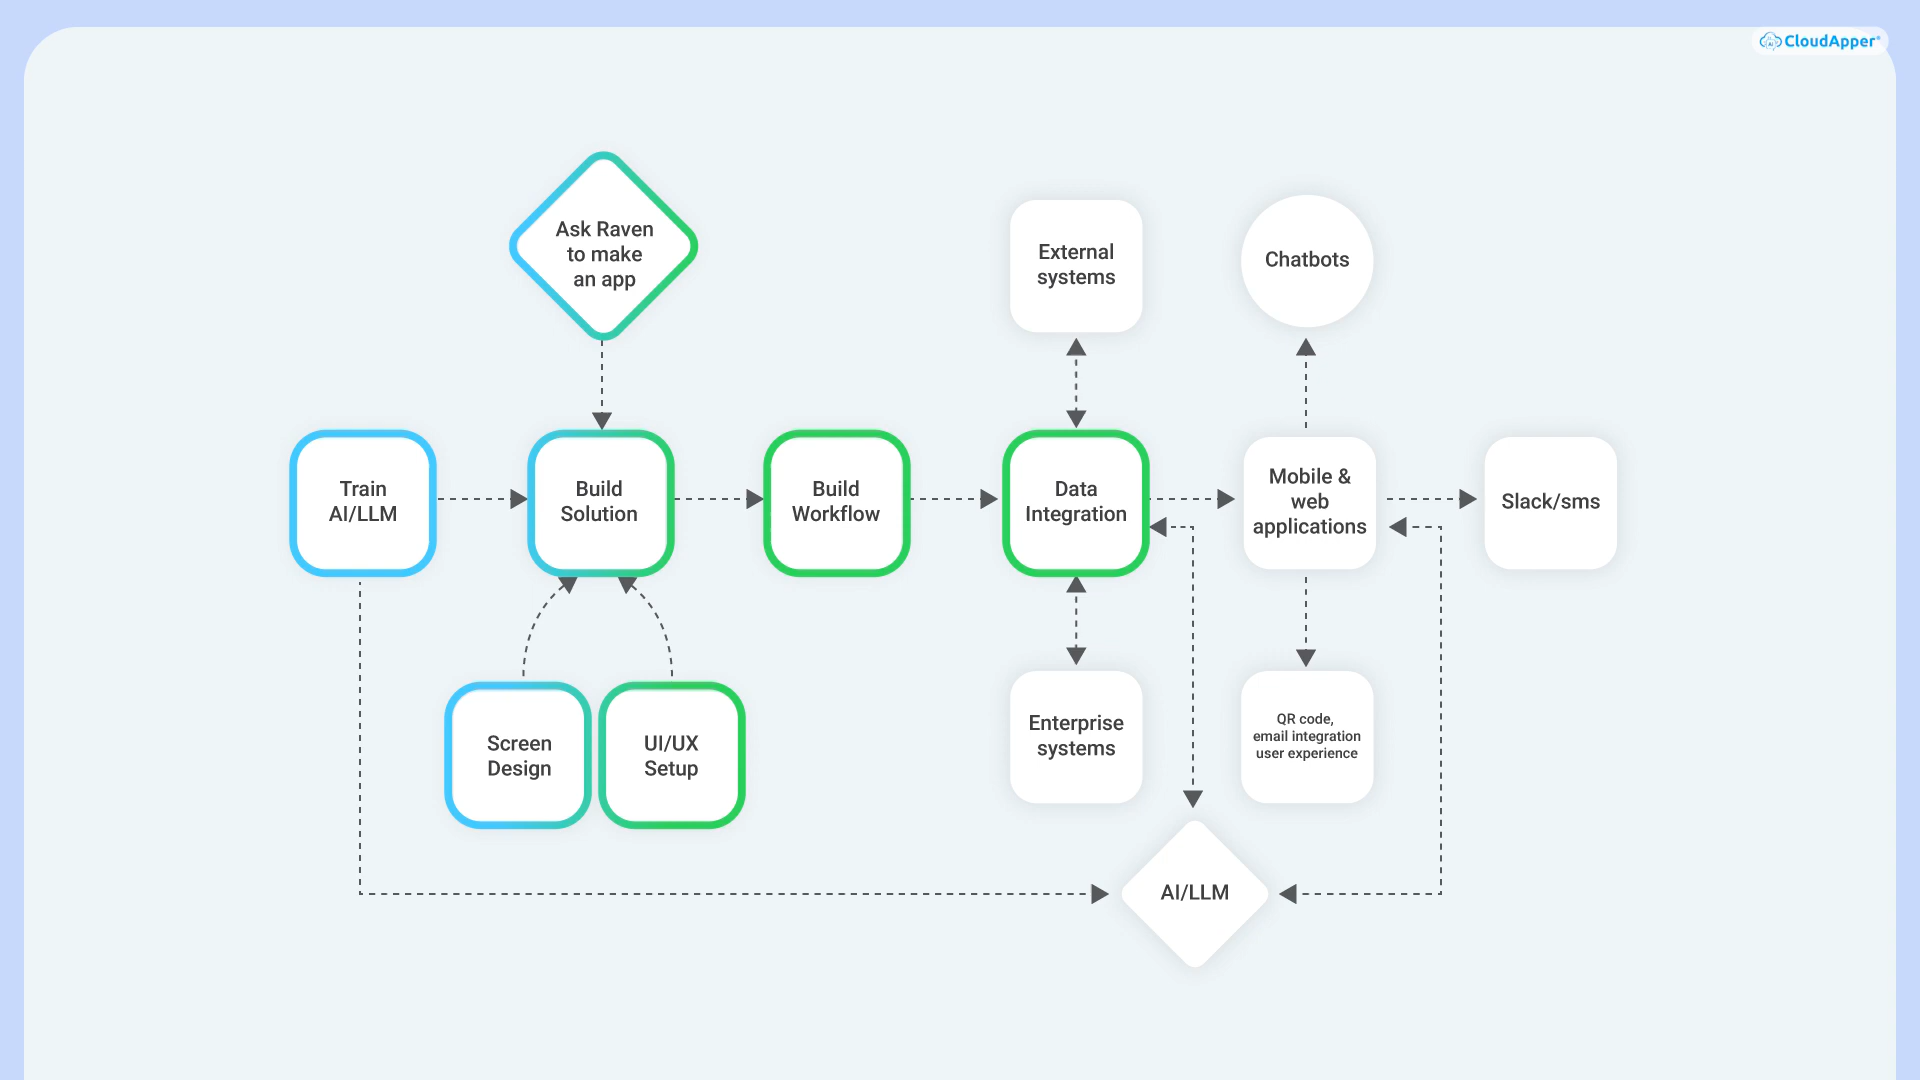 CloudApper®
Ask Raven
to make
an app
External
systems
Chatbots
Train
AI/LLM
Build
Solution
Build
Workflow
Data
Integration
Mobile &
web
applications
Slack/sms
Screen
Design
UI/UX
Setup
Enterprise
systems
QR code,
email integration
user experience
AI/LLM